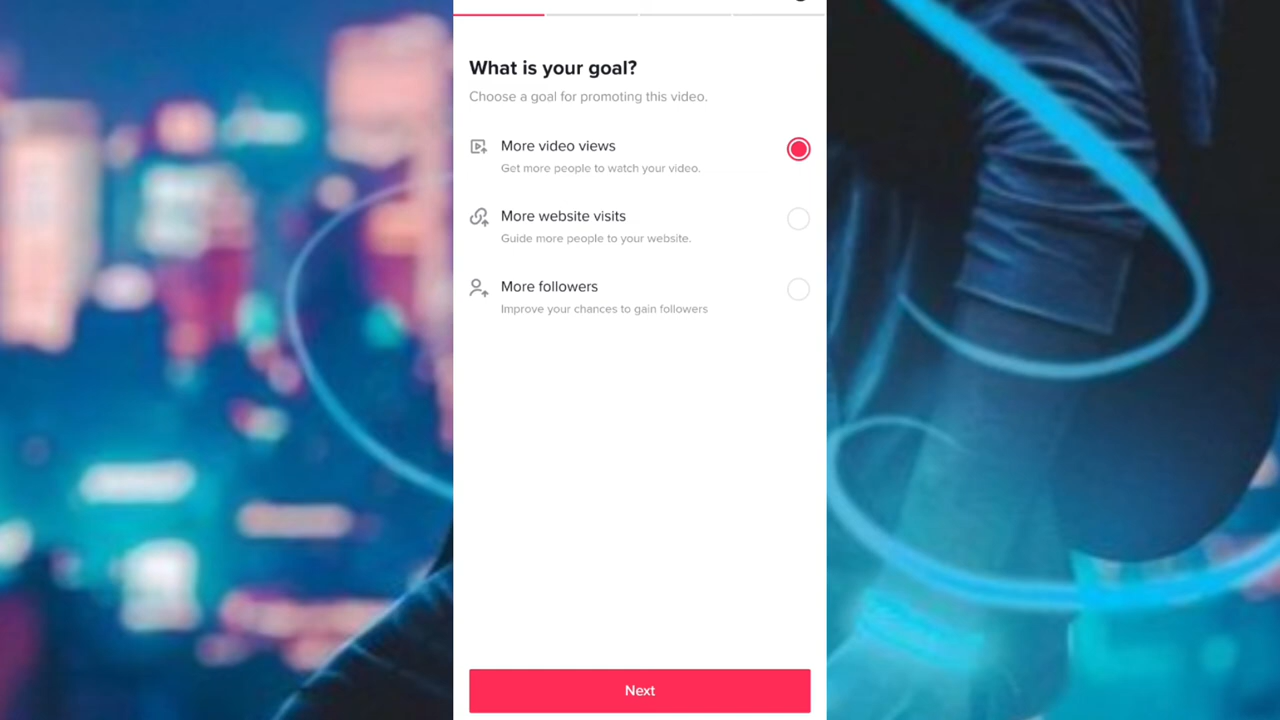 What is your goal?
Choose a goal for promoting this video.
More video views
Get more people to watch your video.
More website visits
Guide more people to your website.
More followers
Improve your chances to gain followers
Next